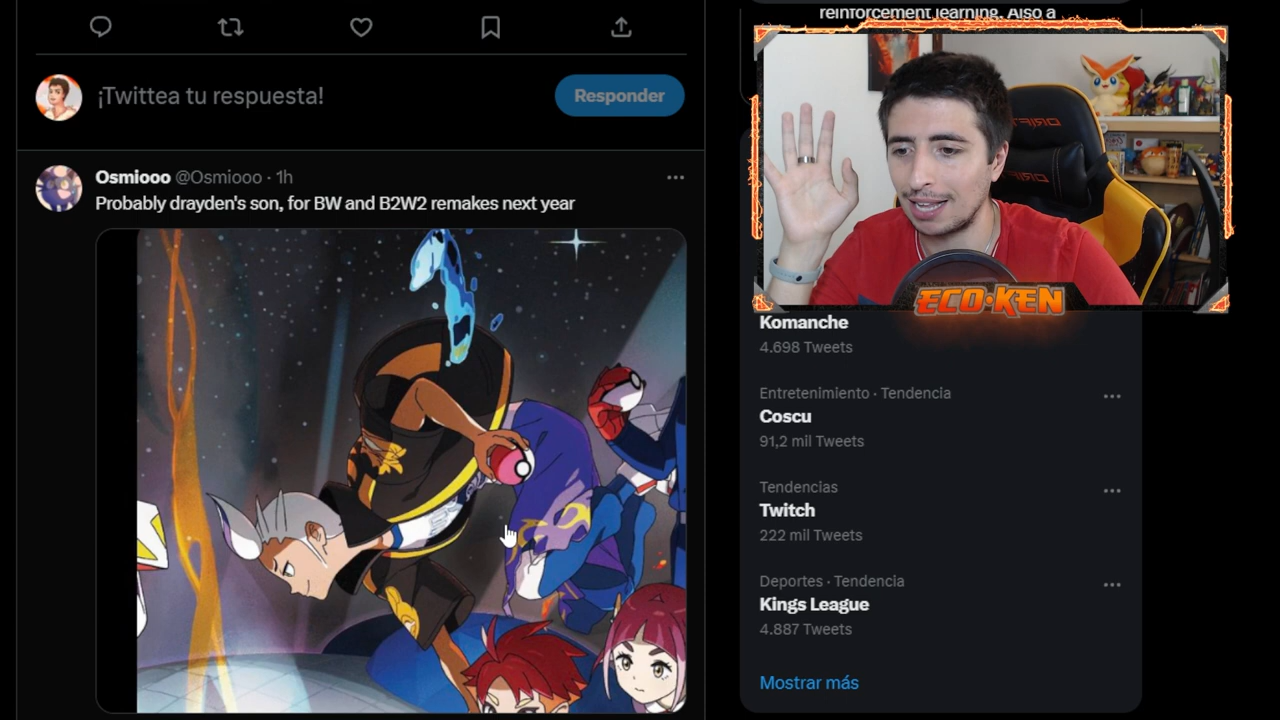 reinforcement learning. Also a
¡Twittea tu respuesta!
Responder
Osmiooo @Osmiooo · 1h
Probably drayden's son, for BW and B2W2 remakes next year
DRIFT
DRIFT
ECO·KEN
Komanche
4.698 Tweets
Entretenimiento · Tendencia
Coscu
91,2 mil Tweets
Tendencias
Twitch
222 mil Tweets
Deportes · Tendencia
Kings League
4.887 Tweets
Mostrar más